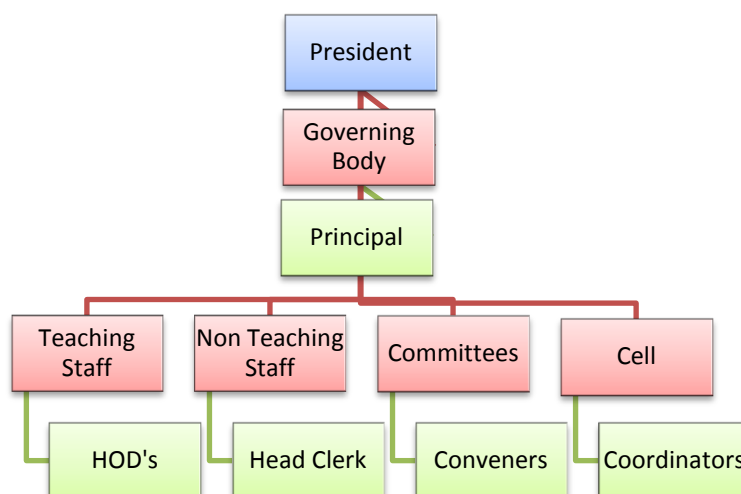 President
Governing
Body
Principal
Teaching
Staff
Non Teaching
Staff
Committees
Cell
HOD's
Head Clerk
Conveners
Coordinators